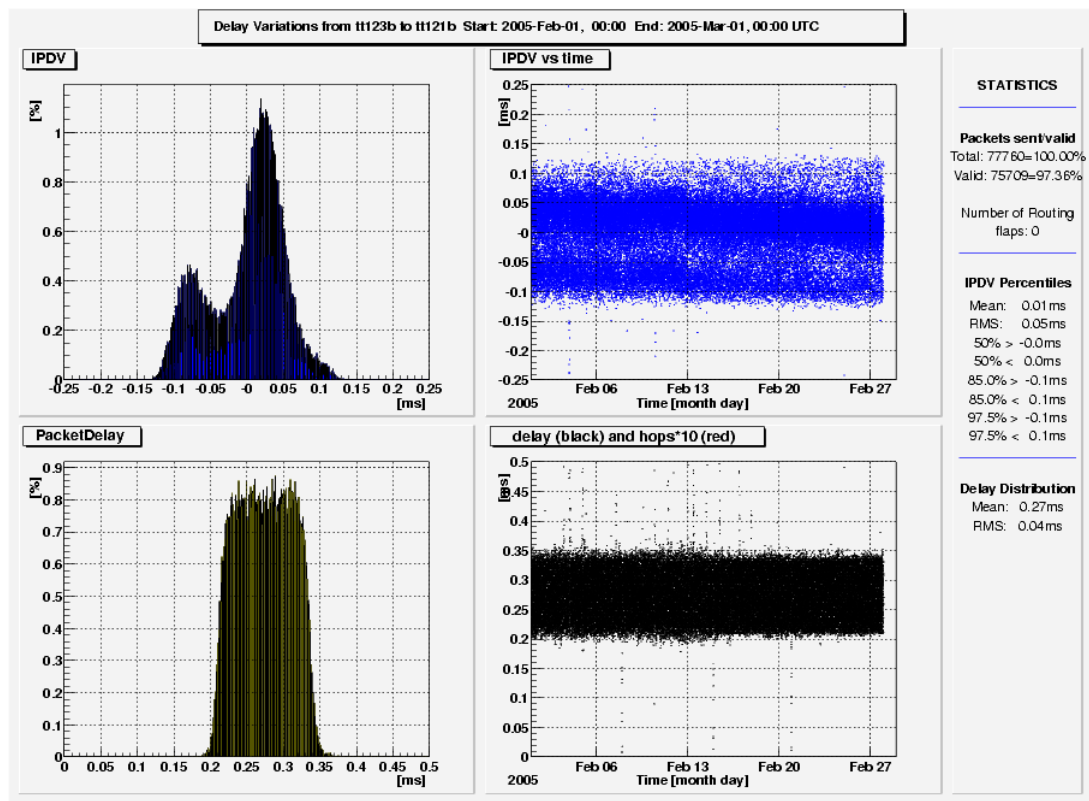 Delay Variations from tt123b to tt121b Start: 2005-Feb-01, 00:00 End: 2005-Mar-01, 00:00 UTC
IPDV
[%]
1
0.8
0.6
0.4
0.2
0
-0.25 -0.2 -0.15 -0.1 -0.05 0 0.05 0.1 0.15 0.2 0.25
[ms]
IPDV vs time
[ms]
0.25
0.2
0.15
0.1
0.05
-0
-0.05
-0.1
-0.15
-0.2
-0.25
Feb 06 Feb 13 Feb 20 Feb 27
2005 Time [month day]
PacketDelay
[%]
0.9
0.8
0.7
0.6
0.5
0.4
0.3
0.2
0.1
0
0 0.05 0.1 0.15 0.2 0.25 0.3 0.35 0.4 0.45 0.5
[ms]
delay (black) and hops*10 (red)
[ms]
0.5
0.45
0.4
0.35
0.3
0.25
0.2
0.15
0.1
0.05
0
Feb 06 Feb 13 Feb 20 Feb 27
2005 Time [month day]
STATISTICS
Packets sent/valid
Total: 77760=100.00%
Valid: 75709=97.36%
Number of Routing
flaps: 0
IPDV Percentiles
Mean: 0.01ms
RMS: 0.05ms
50% > -0.0ms
50% < 0.0ms
85.0% > -0.1ms
85.0% < 0.1ms
97.5% > -0.1ms
97.5% < 0.1ms
Delay Distribution
Mean: 0.27ms
RMS: 0.04ms